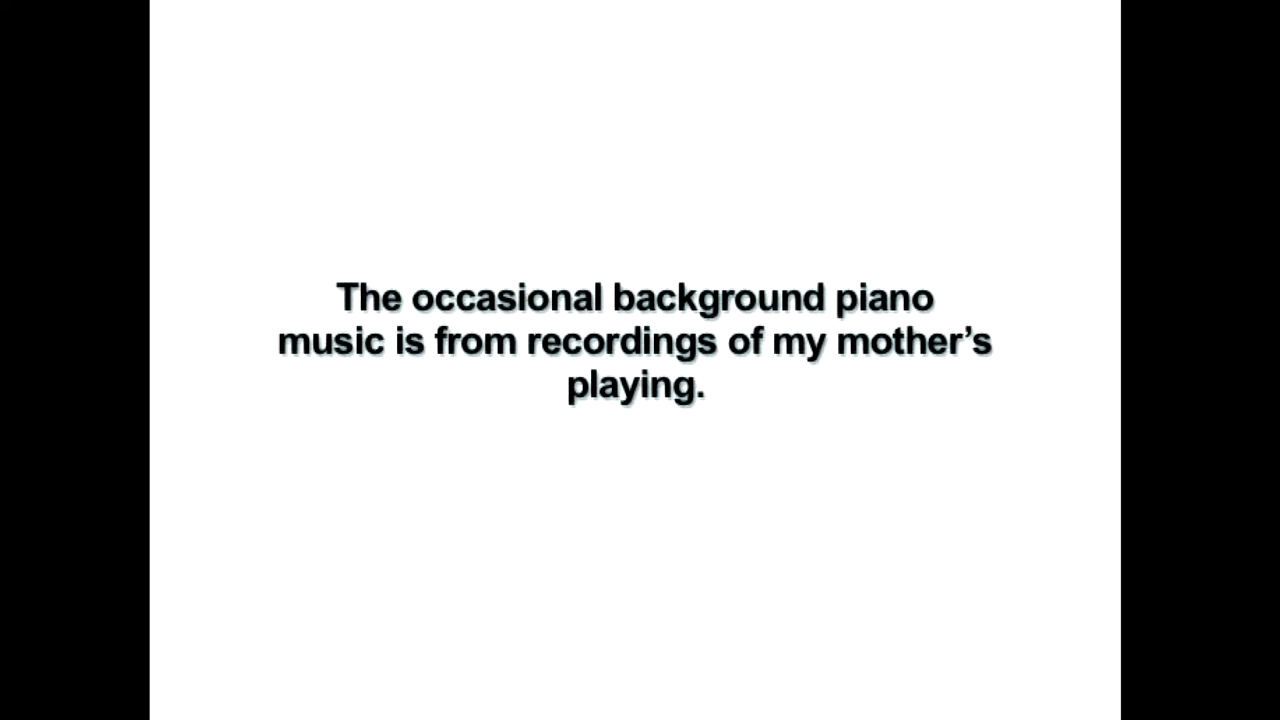 The occasional background piano
music is from recordings of my mother’s
playing.